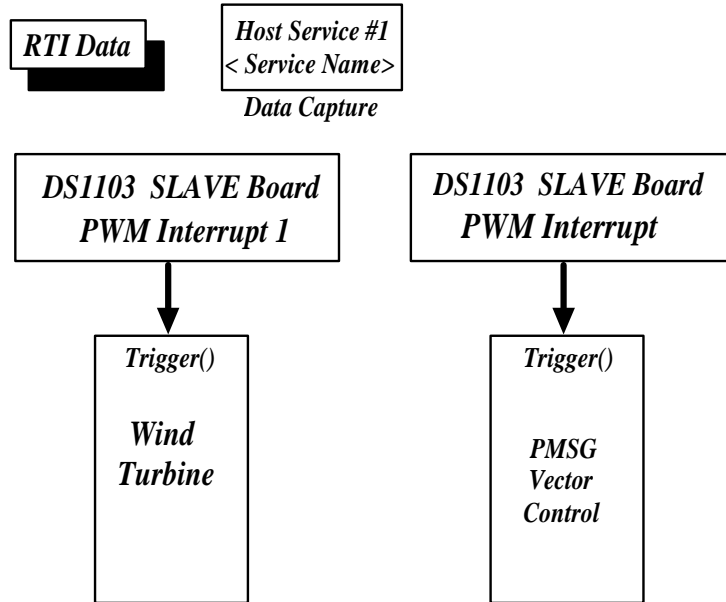 RTI Data
Host Service #1
< Service Name>
Data Capture
DS1103 SLAVE Board
PWM Interrupt 1
DS1103 SLAVE Board
PWM Interrupt
Trigger()
Wind
Turbine
Trigger()
PMSG
Vector
Control